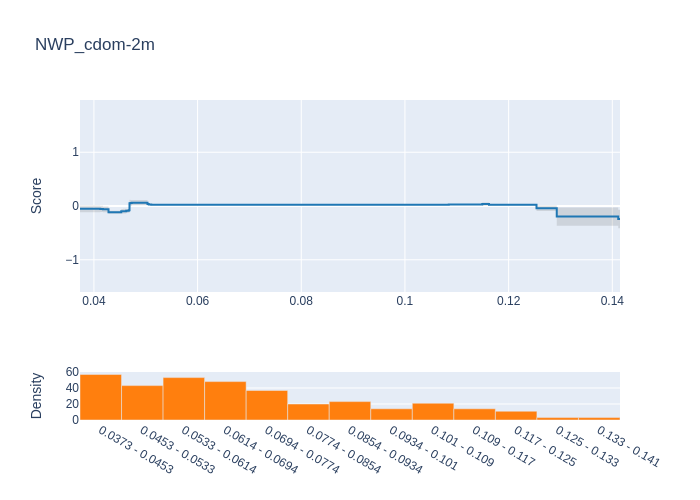 NWP_cdom-2m
Score
1
0
−1
0.04
0.06
0.08
0.1
0.12
0.14
Density
60
40
20
0
0.0373 - 0.0453
0.0453 - 0.0533
0.0533 - 0.0614
0.0614 - 0.0694
0.0694 - 0.0774
0.0774 - 0.0854
0.0854 - 0.0934
0.0934 - 0.101
0.101 - 0.109
0.109 - 0.117
0.117 - 0.125
0.125 - 0.133
0.133 - 0.141